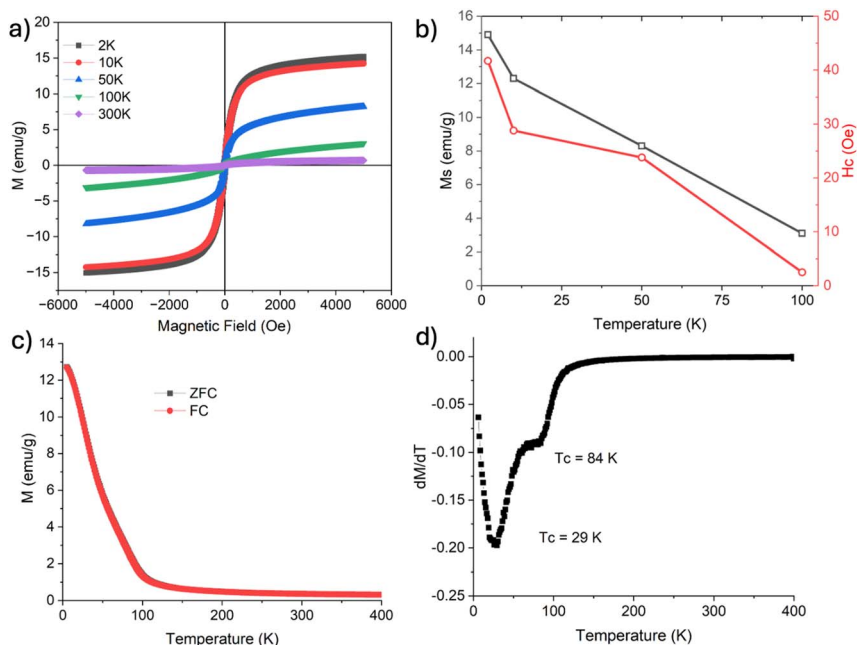 a)
M (emu/g)
20
15
10
5
0
−5
−10
−15
2K
10K
50K
100K
300K
−6000 −4000 −2000 0 2000 4000 6000
Magnetic Field (Oe)
b)
Ms (emu/g)
16
14
12
10
8
6
4
2
0
50
40
30
20
10
0
Hc (Oe)
0 25 50 75 100
Temperature (K)
c)
M (emu/g)
14
12
10
8
6
4
2
0
ZFC
FC
0 100 200 300 400
Temperature (K)
d)
dM/dT
0.00
-0.05
-0.10
-0.15
-0.20
-0.25
Tc = 84 K
Tc = 29 K
0 100 200 300 400
Temperature (K)